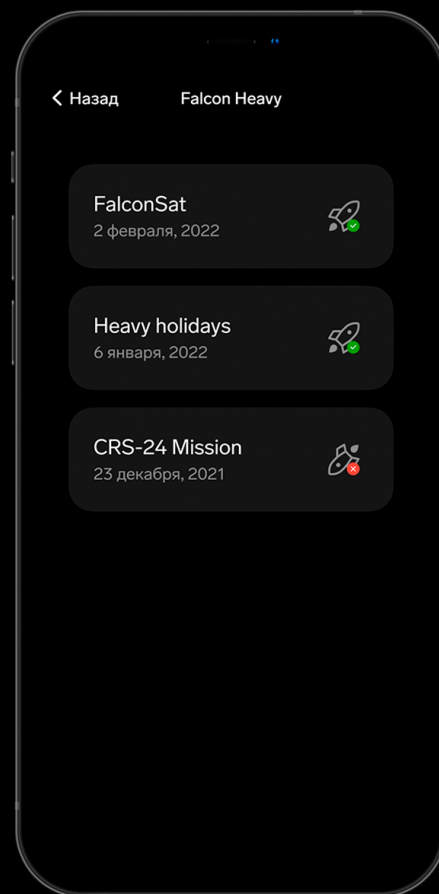 Назад
Falcon Heavy
FalconSat
2 февраля, 2022
Heavy holidays
6 января, 2022
CRS-24 Mission
23 декабря, 2021